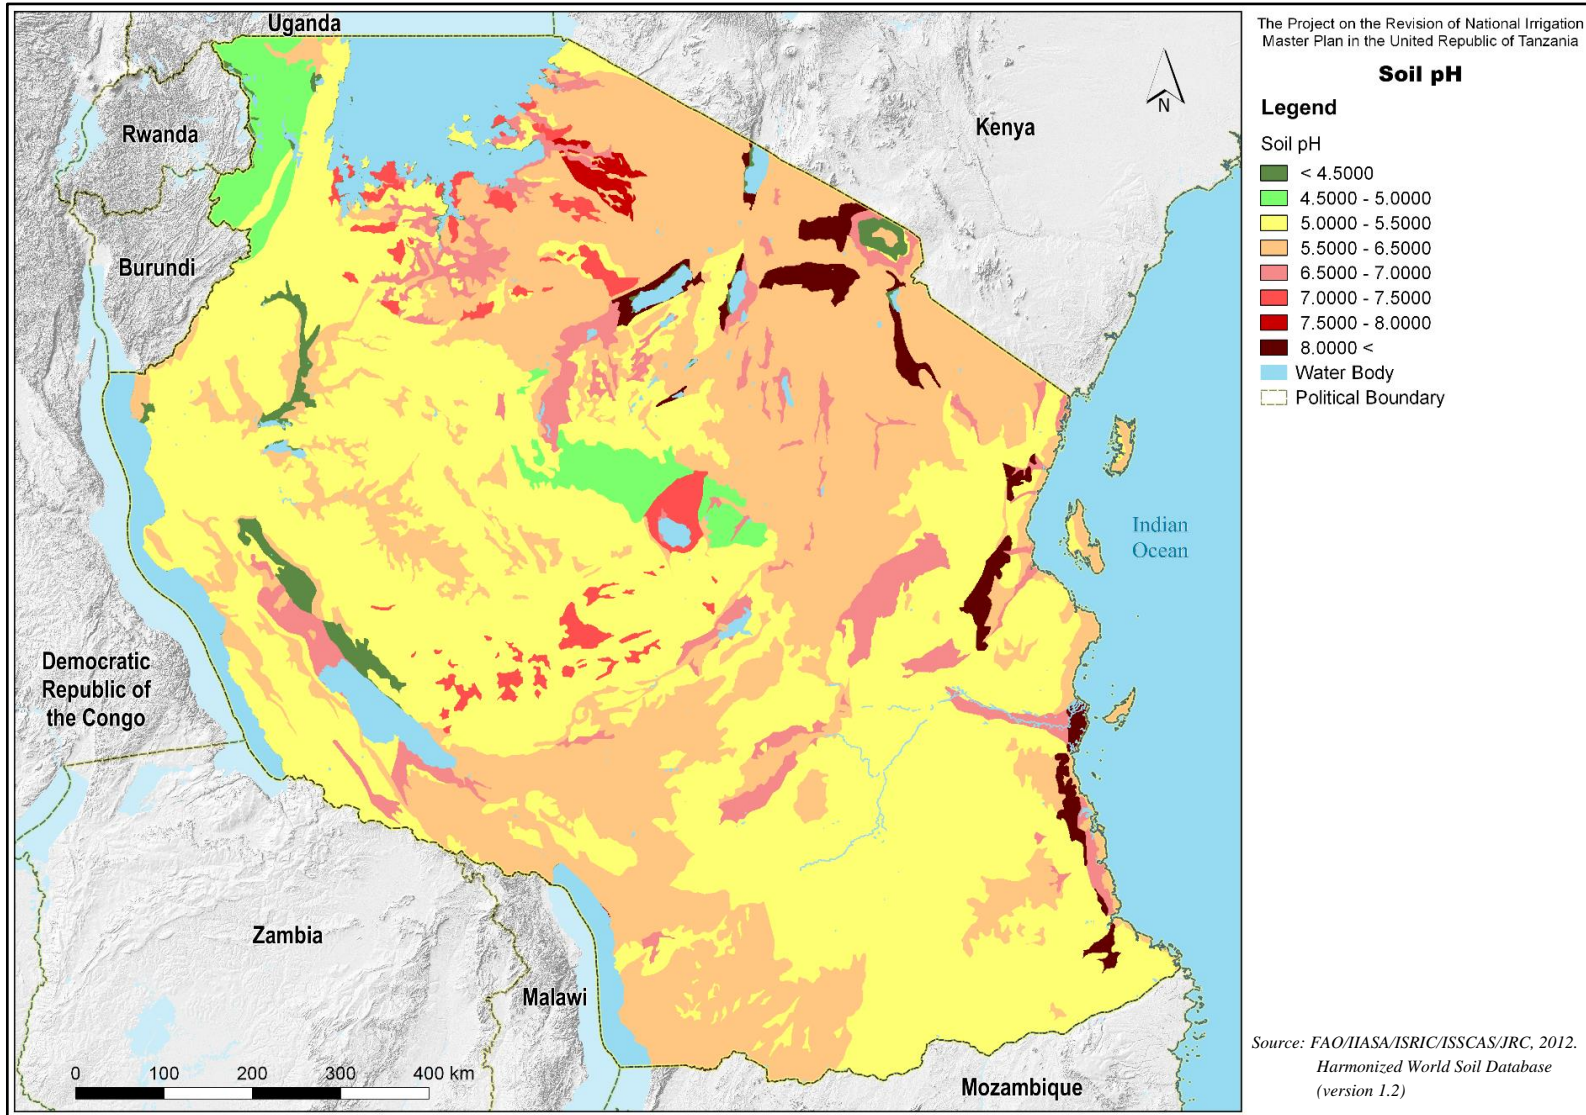 The Project on the Revision of National Irrigation
Master Plan in the United Republic of Tanzania
Soil pH
Legend
Soil pH
< 4.5000
4.5000 - 5.0000
5.0000 - 5.5000
5.5000 - 6.5000
6.5000 - 7.0000
7.0000 - 7.5000
7.5000 - 8.0000
8.0000 <
Water Body
Political Boundary
Uganda
Rwanda
Kenya
N
Burundi
Indian
Ocean
Democratic
Republic of
the Congo
Zambia
Malawi
Mozambique
0 100 200 300 400 km
Source: FAO/IIASA/ISRIC/ISSCAS/JRC, 2012.
Harmonized World Soil Database
(version 1.2)